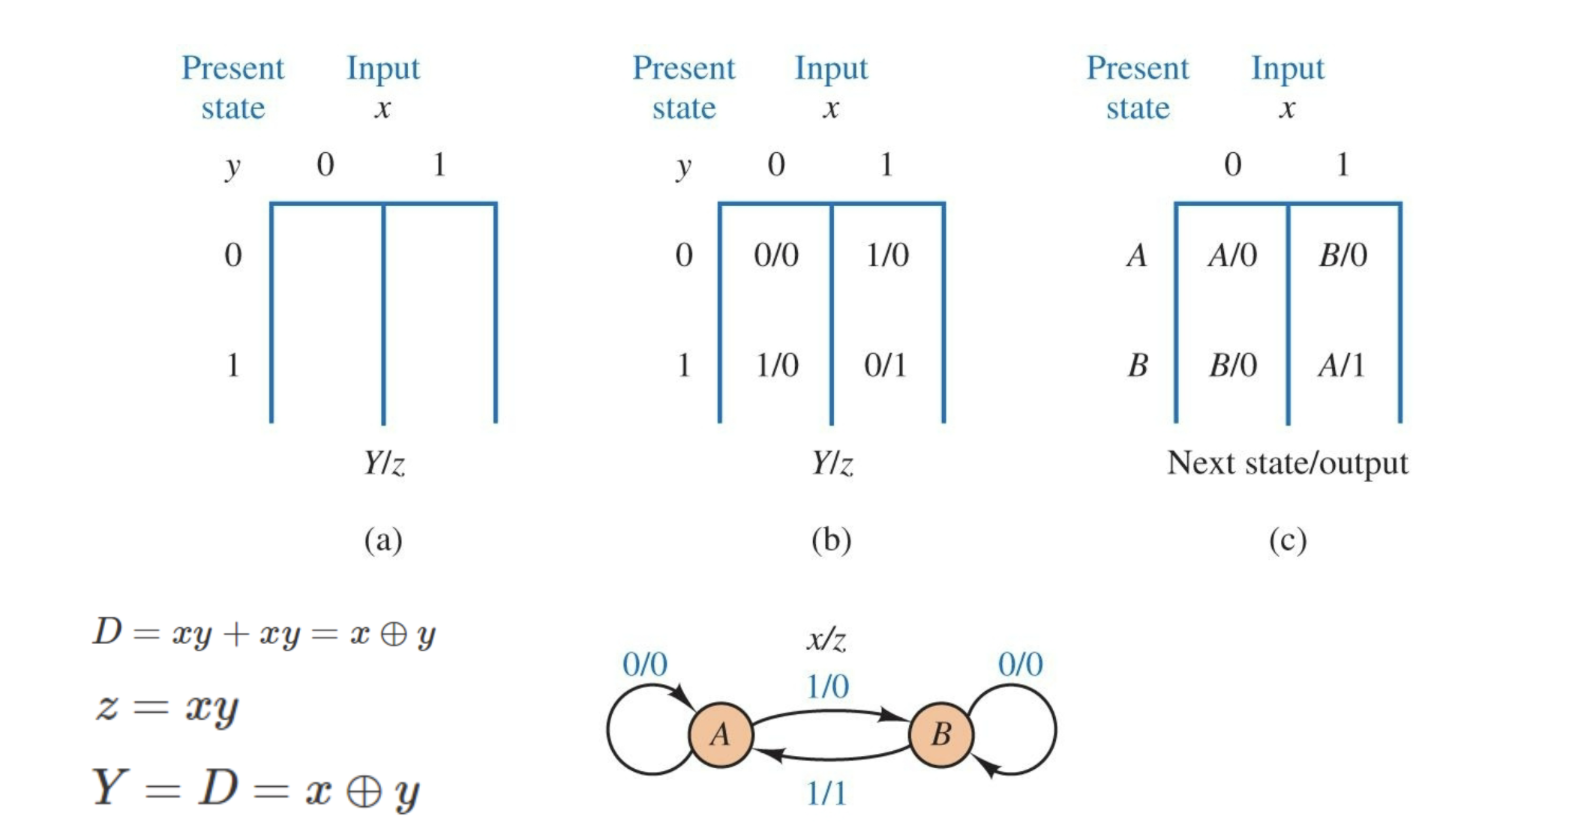 Present Input
state x
y 0 1
0
1
Y/z
(a)
Present Input
state x
y 0 1
0 0/0 1/0
1 1/0 0/1
Y/z
(b)
Present Input
state x
0 1
A A/0 B/0
B B/0 A/1
Next state/output
(c)
D = xy + xy = x ⊕ y
z = xy
Y = D = x ⊕ y
x/z
0/0 1/0 0/0
A B
1/1